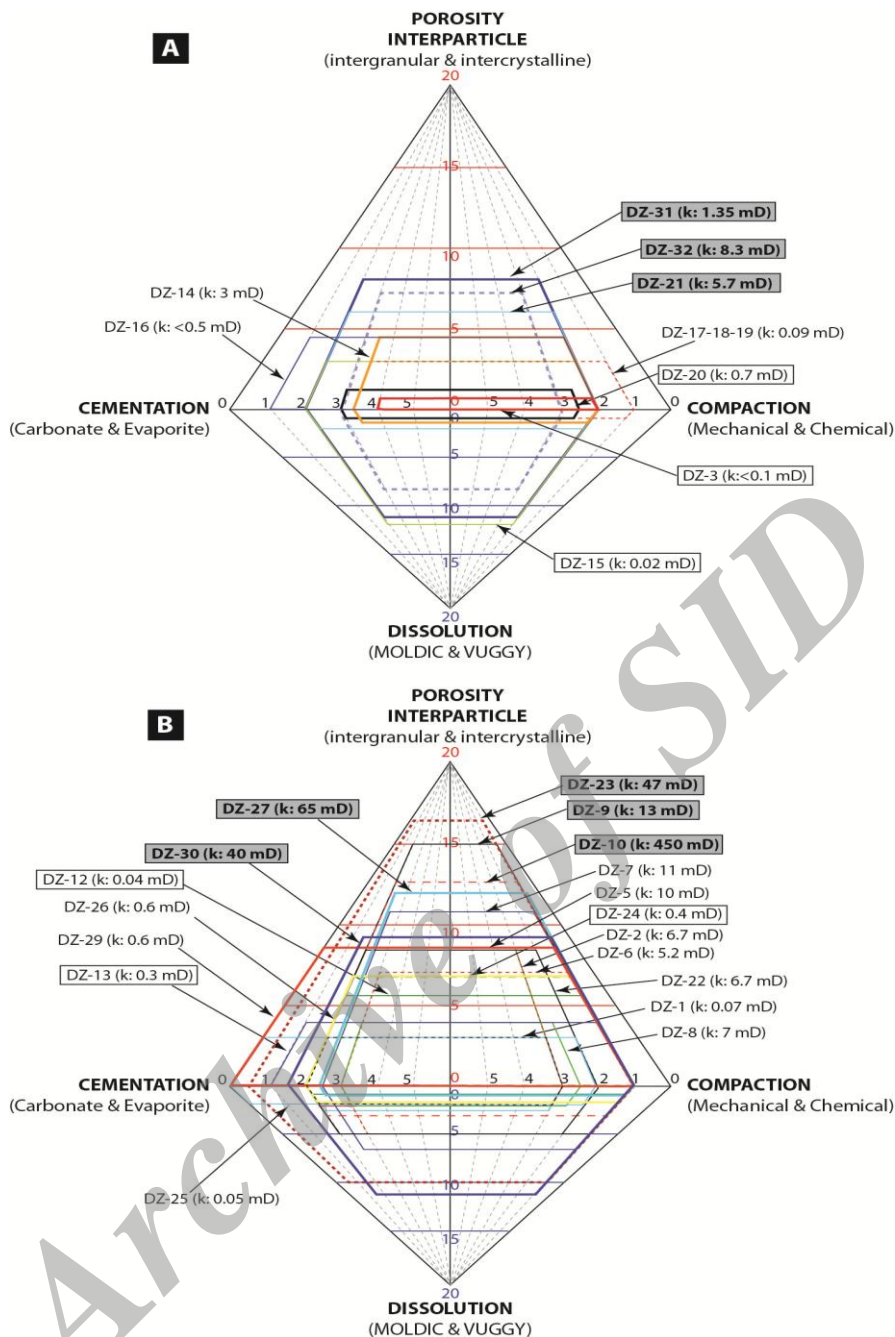 A
POROSITY
INTERPARTICLE
(intergranular & intercrystalline)
20
15
DZ-31 (k: 1.35 mD)
10
DZ-32 (k: 8.3 mD)
DZ-21 (k: 5.7 mD)
DZ-14 (k: 3 mD)
DZ-16 (k: <0.5 mD)
5
DZ-17-18-19 (k: 0.09 mD)
DZ-20 (k: 0.7 mD)
CEMENTATION
(Carbonate & Evaporite)
0 1 2 3 4 5 0 5 4 3 2 1 0
0
COMPACTION
(Mechanical & Chemical)
5
DZ-3 (k:<0.1 mD)
10
15
DZ-15 (k: 0.02 mD)
20
DISSOLUTION
(MOLDIC & VUGGY)
B
POROSITY
INTERPARTICLE
(intergranular & intercrystalline)
20
DZ-23 (k: 47 mD)
DZ-27 (k: 65 mD)
DZ-9 (k: 13 mD)
15
DZ-30 (k: 40 mD)
DZ-10 (k: 450 mD)
DZ-7 (k: 11 mD)
DZ-12 (k: 0.04 mD)
DZ-5 (k: 10 mD)
DZ-26 (k: 0.6 mD)
DZ-24 (k: 0.4 mD)
10
DZ-2 (k: 6.7 mD)
DZ-29 (k: 0.6 mD)
DZ-6 (k: 5.2 mD)
DZ-13 (k: 0.3 mD)
DZ-22 (k: 6.7 mD)
5
DZ-1 (k: 0.07 mD)
DZ-8 (k: 7 mD)
CEMENTATION
(Carbonate & Evaporite)
0 1 2 3 4 5 0 5 4 3 2 1 0
COMPACTION
(Mechanical & Chemical)
5
DZ-25 (k: 0.05 mD)
10
15
20
DISSOLUTION
(MOLDIC & VUGGY)
Archive of SID